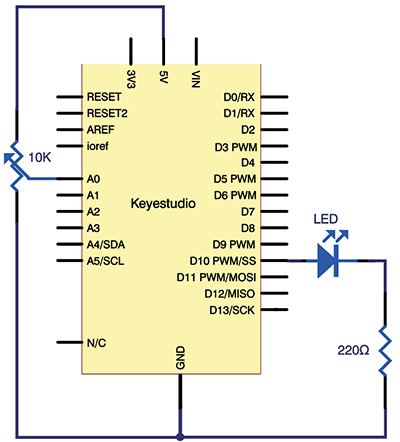 3V3
5V
VIN
RESET
RESET2
AREF
ioref
A0
A1
A2
A3
A4/SDA
A5/SCL
N/C
10K
Keyestudio
D0/RX
D1/RX
D2
D3 PWM
D4
D5 PWM
D6 PWM
D7
D8
D9 PWM
D10 PWM/SS
D11 PWM/MOSI
D12/MISO
D13/SCK
GND
LED
220Ω